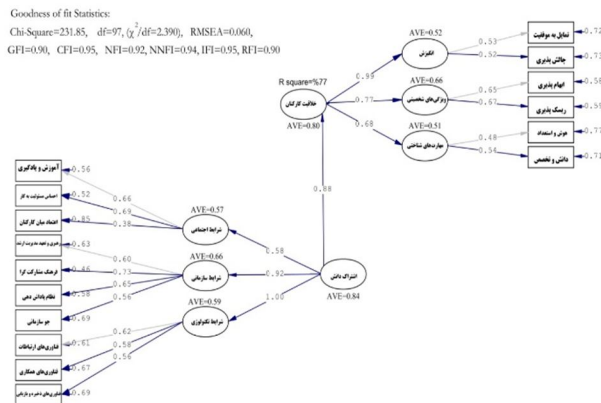 Goodness of fit Statistics:
Chi-Square=231.85, df=97, (χ²/df=2.390), RMSEA=0.060,
GFI=0.90, CFI=0.95, NFI=0.92, NNFI=0.94, IFI=0.95, RFI=0.90
AVE=0.52
انگیزش
0.53
تمایل به موفقیت
0.52
چالش پذیری
R square=%77
خلاقیت کارکنان
AVE=0.80
0.99
0.77
0.68
AVE=0.66
ویژگی‌های شخصیتی
0.65
ابهام پذیری
0.67
ریسک پذیری
AVE=0.51
مهارت‌های شناختی
0.48
هوش و استعداد
0.54
دانش و تخصص
0.88
آموزش و یادگیری
0.56
0.66
احساس مسئولیت به کار
0.52
0.69
اعتماد میان کارکنان
0.85
0.38
AVE=0.57
شرایط اجتماعی
0.58
0.63
0.60
فرهنگ مشارکت گرا
0.46
0.73
نظام پاداش دهی
0.58
0.65
جو سازمانی
0.69
0.56
AVE=0.66
شرایط سازمانی
0.92
اشتراک دانش
AVE=0.84
فناوری‌های ارتباطات
0.61
0.62
فناوری‌های همکاری
0.67
0.58
0.69
0.56
AVE=0.59
شرایط تکنولوژی
1.00